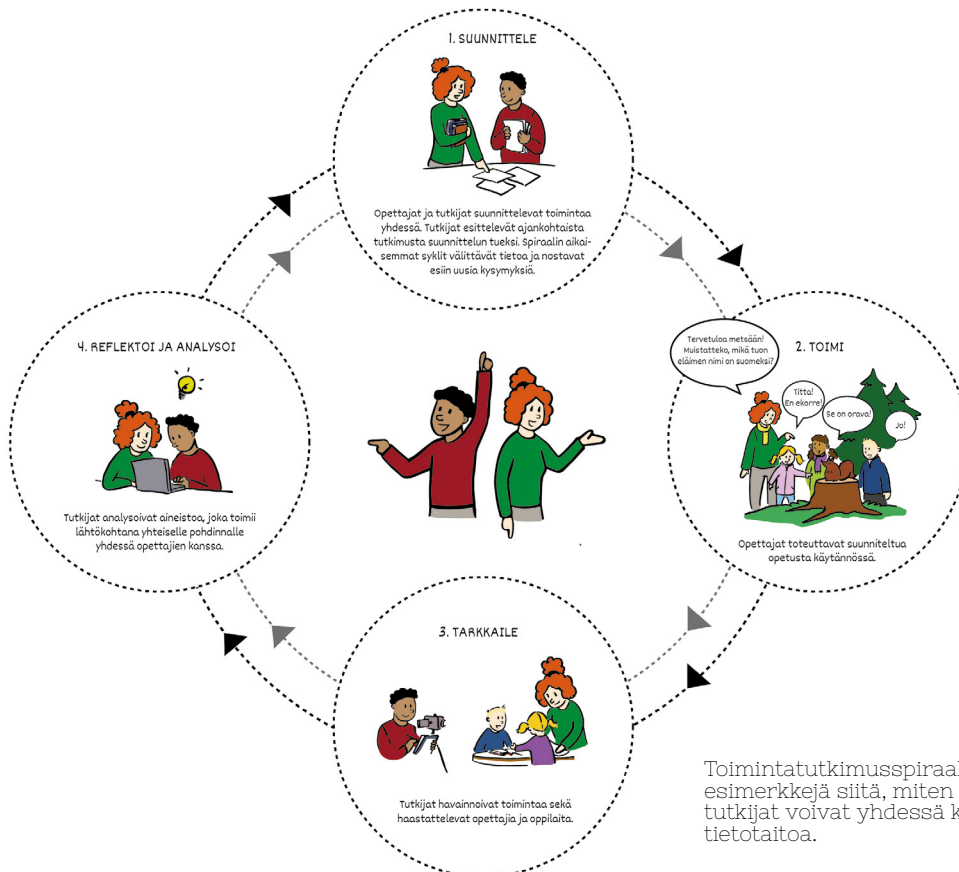 1. SUUNNITTELE
Opettajat ja tutkijat suunnittelevat toimintaa
yhdessä. Tutkijat esittelevät ajankohtaista
tutkimusta suunnittelun tueksi. Spiraalin aikai-
semmat syklit välittävät tietoa ja nostavat
esiin uusia kysymyksiä.
2. TOIMI
Tervetuloa metsään!
Muistatteko, mikä tuon
eläimen nimi on suomeksi?
Titta!
En ekorre!
Se on orava!
Jo!
Opettajat toteuttavat suunniteltua
opetusta käytännössä.
3. TARKKAILE
Tutkijat havainnoivat toimintaa sekä
haastattelevat opettajia ja oppilaita.
4. REFLEKTOI JA ANALYSOI
Tutkijat analysoivat aineistoa, joka toimii
lähtökohtana yhteiselle pohdinnalle
yhdessä opettajien kanssa.
esimerkkejä siitä, miten
tutkijat voivat yhdessä
tietotaitoa.